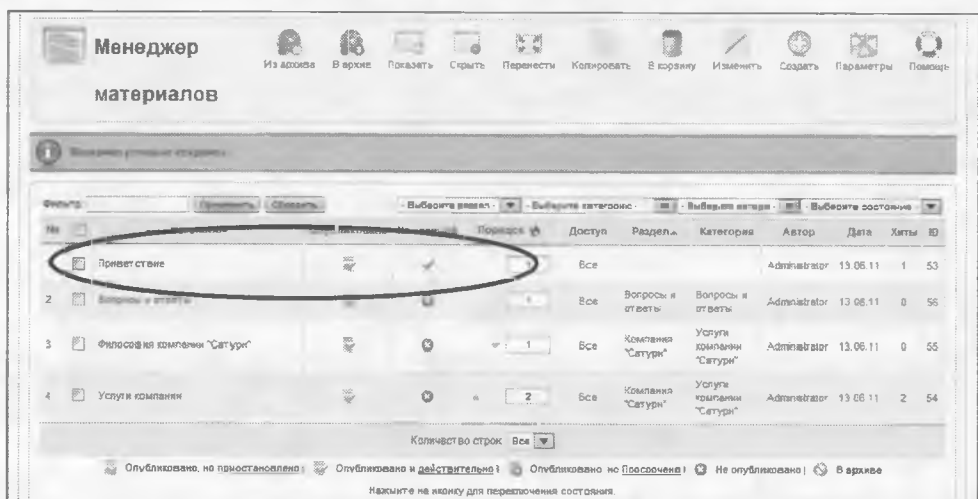 Менеджер
материалов
Из архива В архив Показать Скрыть Перенести Копировать В корзину Изменить Создать Параметры Помощь
Фильтр: Применить Сбросить - Выберите раздел - - Выберите категорию - - Выберите автора - - Выберите состояние -
№ Порядок Доступ Раздел Категория Автор Дата Хиты ID
Приветствие 1 Все Administrator 13.06.11 1 53
2 Вопросы и ответы 1 Все Вопросы и ответы Вопросы и ответы Administrator 13.06.11 0 56
3 Философия компании "Сатурн" 1 Все Компания "Сатурн" Услуги компании "Сатурн" Administrator 13.06.11 0 55
4 Услуги компании 2 Все Компания "Сатурн" Услуги компании "Сатурн" Administrator 13.06.11 2 54
Количество строк Все
Опубликовано, но приостановлено | Опубликовано и действительно | Опубликовано, но Просрочено | Не опубликовано | В архиве
Нажмите на иконку для переключения состояния.